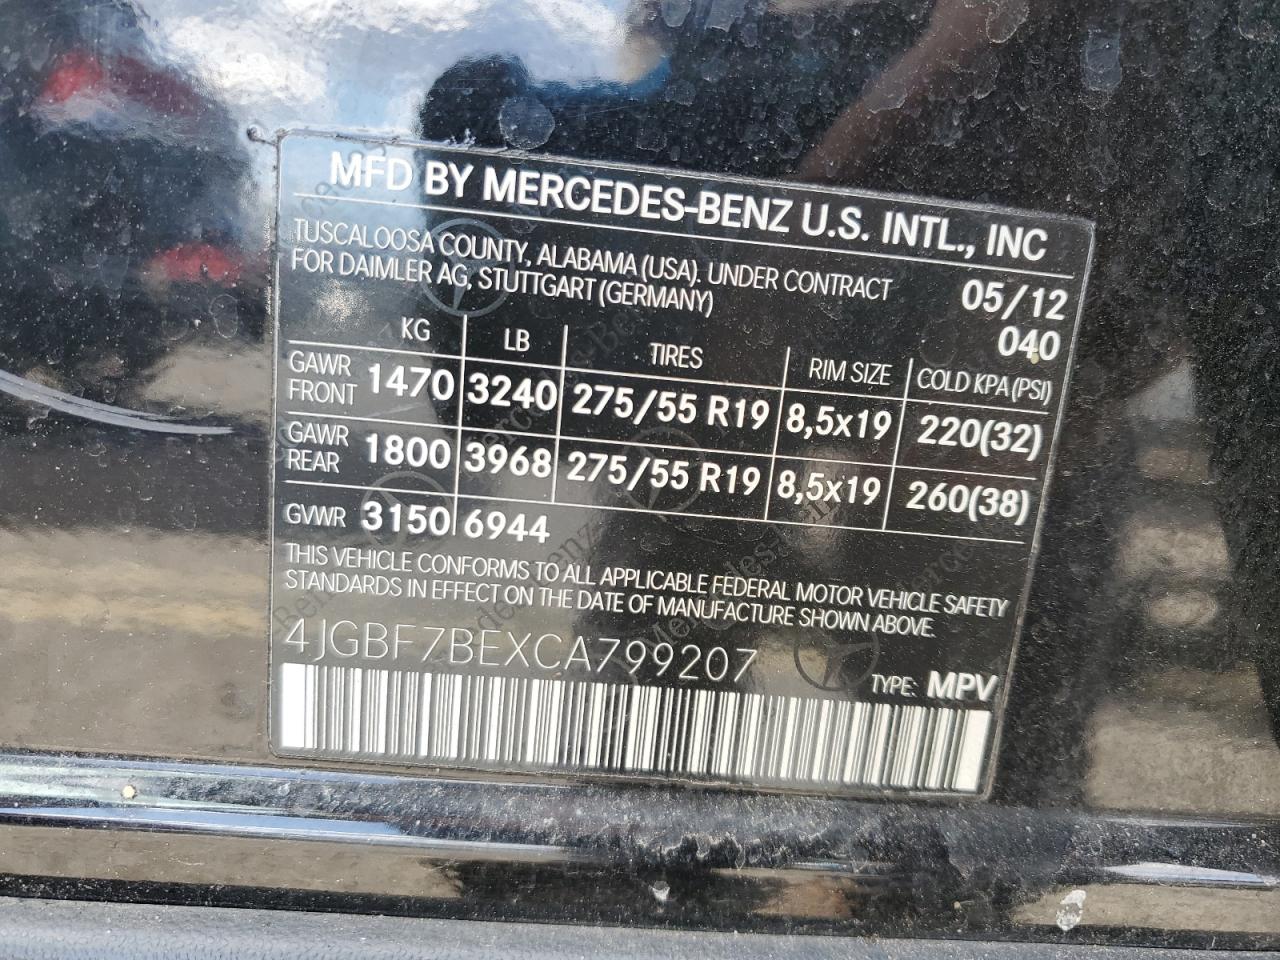 MFD BY MERCEDES-BENZ U.S. INTL., INC
TUSCALOOSA COUNTY, ALABAMA (USA). UNDER CONTRACT
FOR DAIMLER AG, STUTTGART (GERMANY)
05/12
040
KG LB TIRES RIM SIZE COLD KPA (PSI)
GAWR FRONT 1470 3240 275/55 R19 8,5x19 220(32)
GAWR REAR 1800 3968 275/55 R19 8,5x19 260(38)
GVWR 3150 6944
THIS VEHICLE CONFORMS TO ALL APPLICABLE FEDERAL MOTOR VEHICLE SAFETY
STANDARDS IN EFFECT ON THE DATE OF MANUFACTURE SHOWN ABOVE.
4JGBF7BEXCA799207
TYPE: MPV